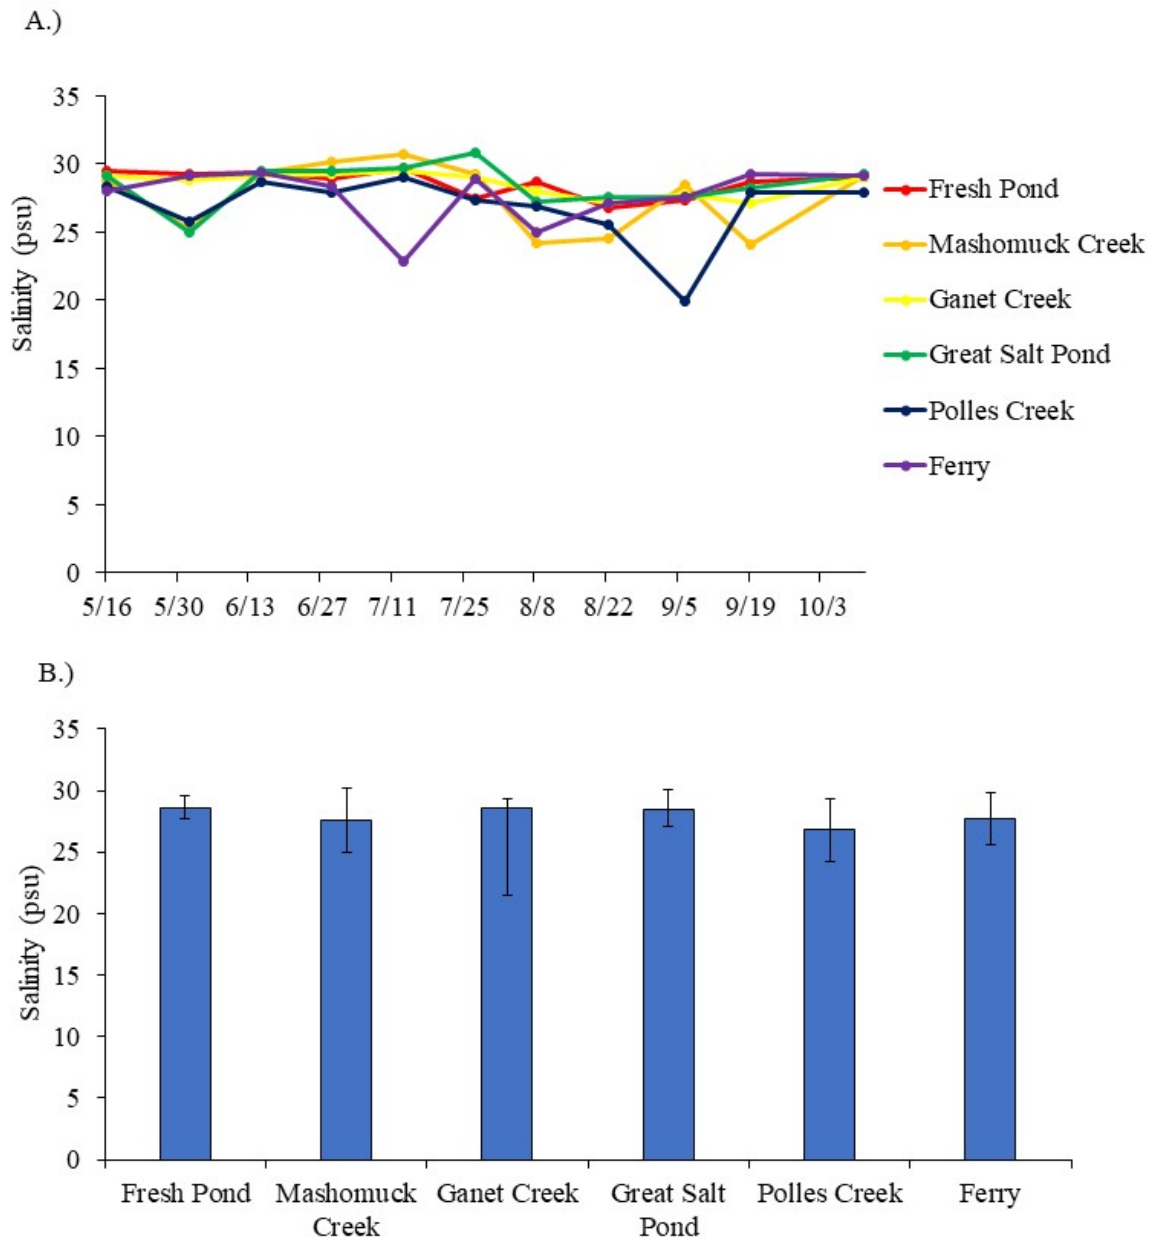 A.)
35
30
25
20
15
10
5
0
Salinity (psu)
5/16 5/30 6/13 6/27 7/11 7/25 8/8 8/22 9/5 9/19 10/3
Fresh Pond
Mashomuck Creek
Ganet Creek
Great Salt Pond
Polles Creek
Ferry
B.)
35
30
25
20
15
10
5
0
Salinity (psu)
Fresh Pond
Mashomuck
Creek
Ganet Creek
Great Salt
Pond
Polles Creek
Ferry